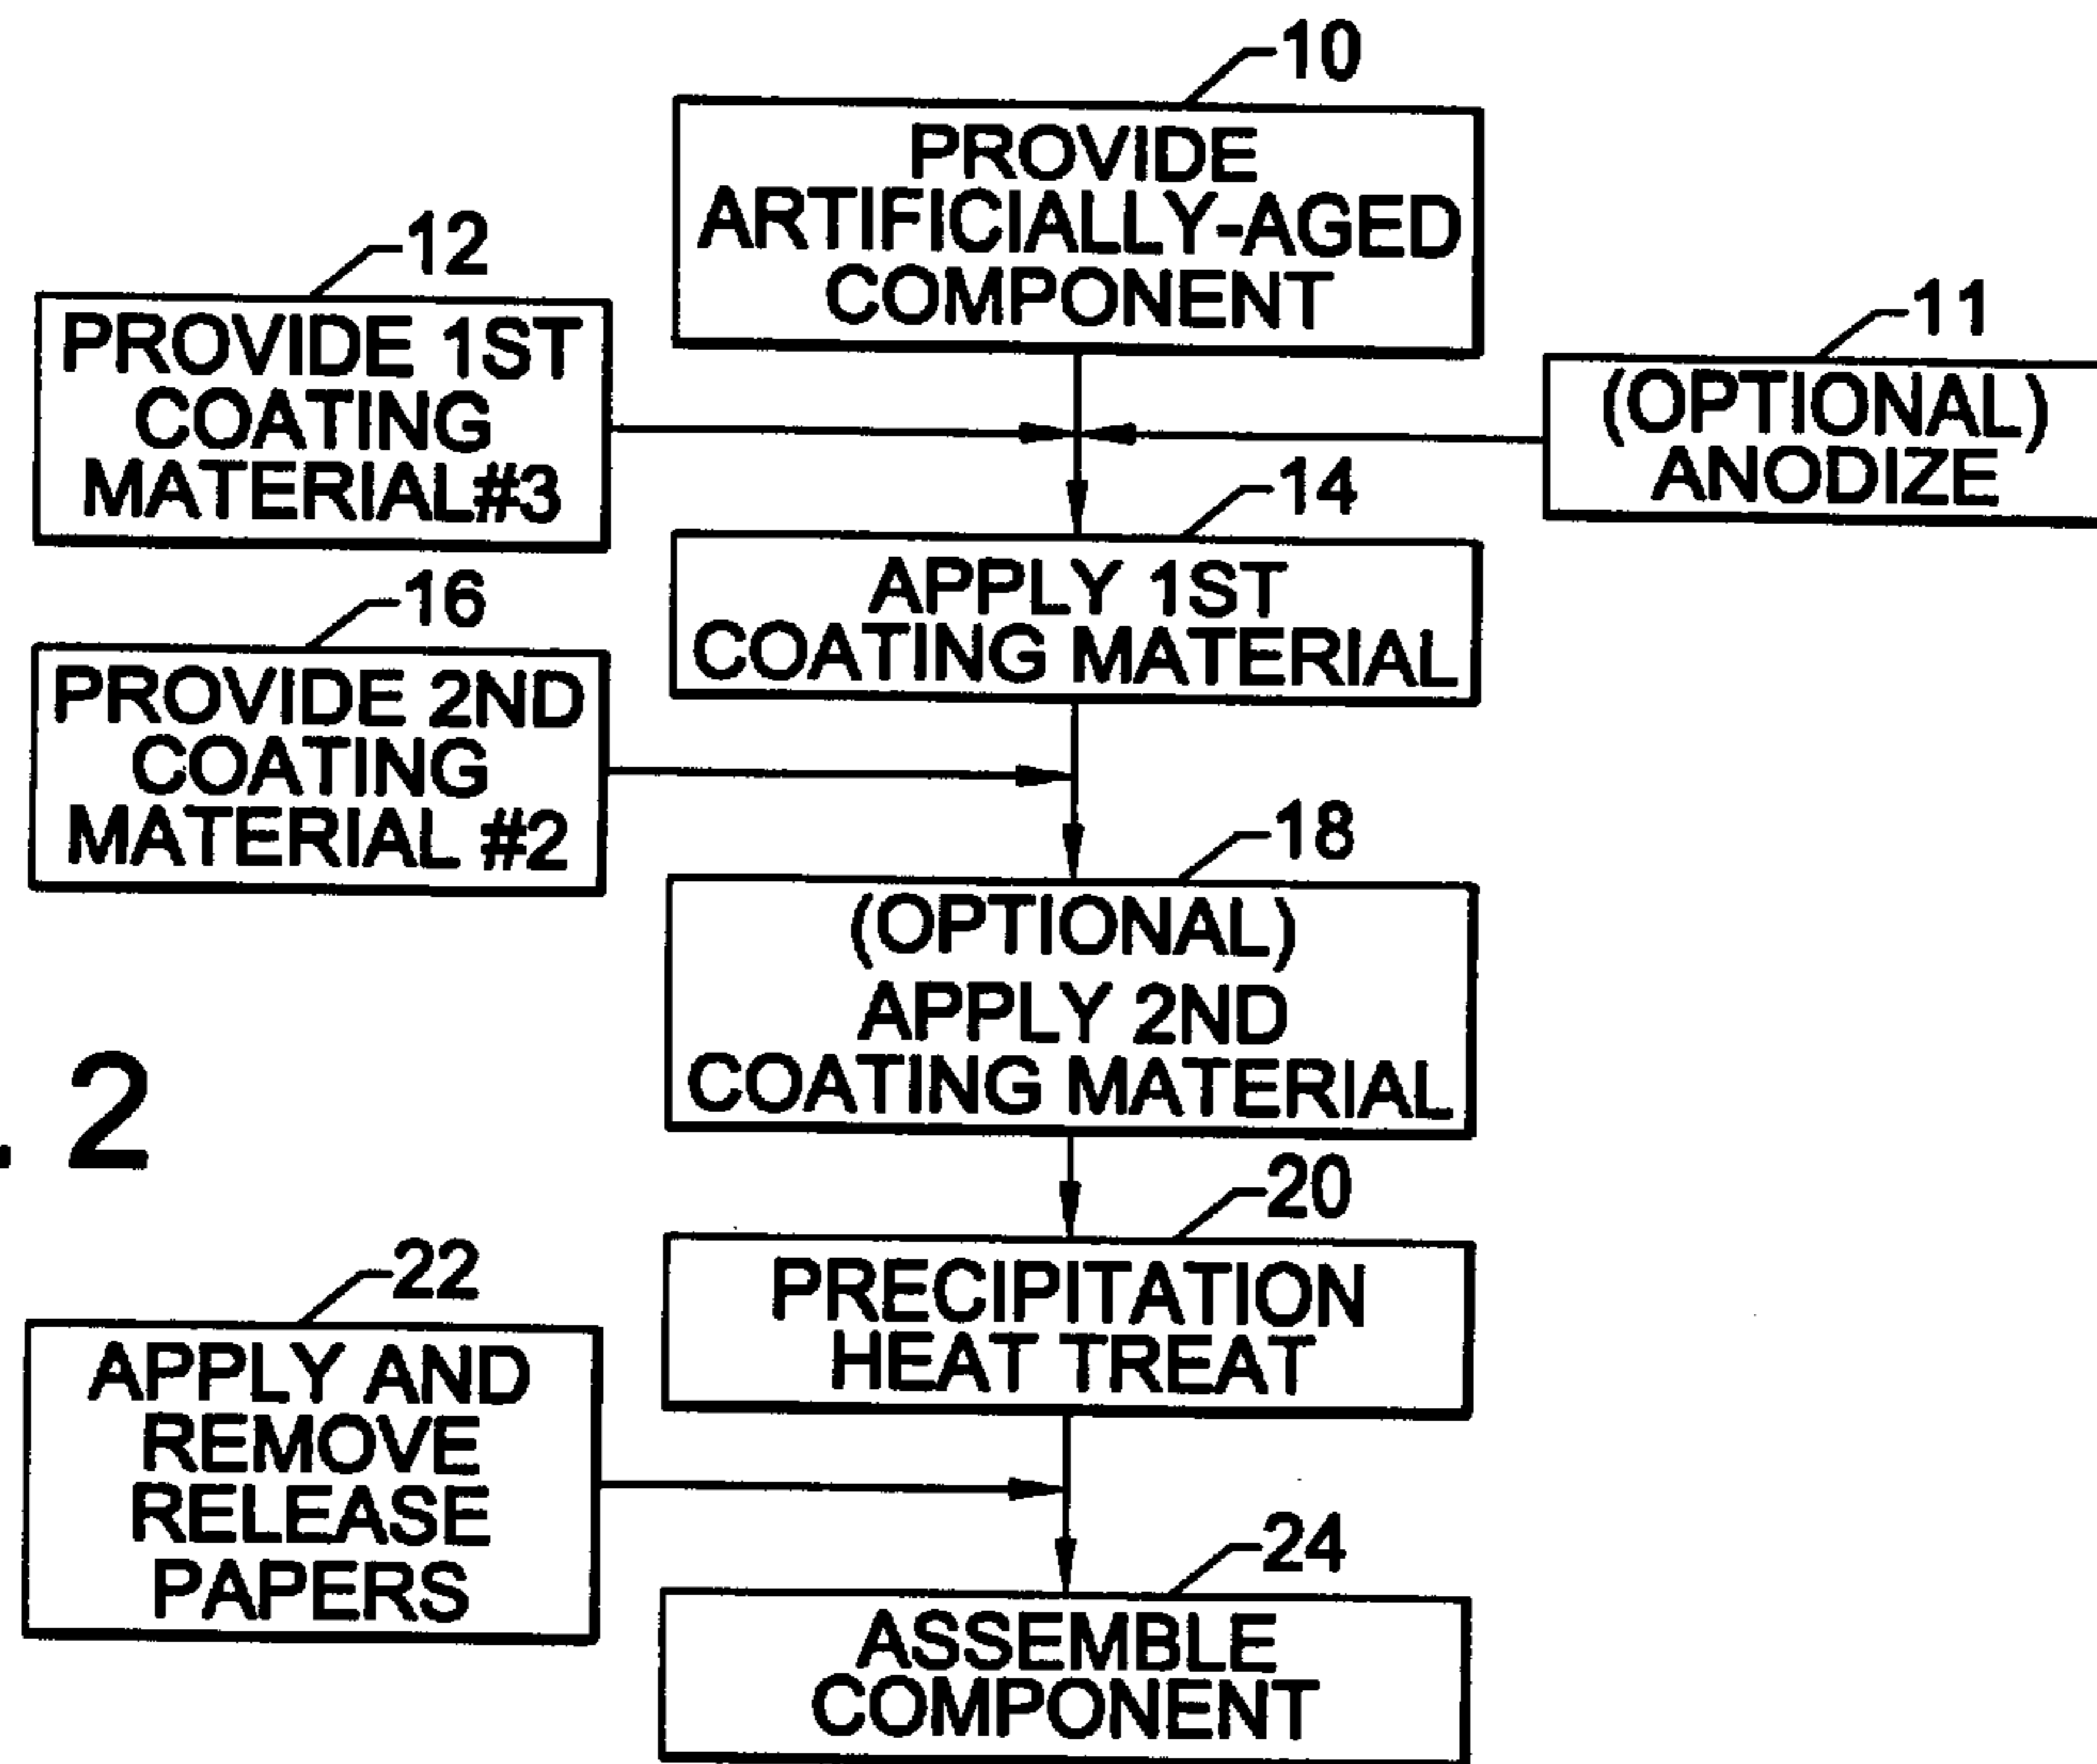 10
PROVIDE
ARTIFICIALLY-AGED
COMPONENT
12
PROVIDE 1ST
COATING
MATERIAL#3
11
(OPTIONAL)
ANODIZE
14
APPLY 1ST
COATING MATERIAL
16
PROVIDE 2ND
COATING
MATERIAL #2
18
(OPTIONAL)
APPLY 2ND
COATING MATERIAL
. 2
20
PRECIPITATION
HEAT TREAT
22
APPLY AND
REMOVE
RELEASE
PAPERS
24
ASSEMBLE
COMPONENT